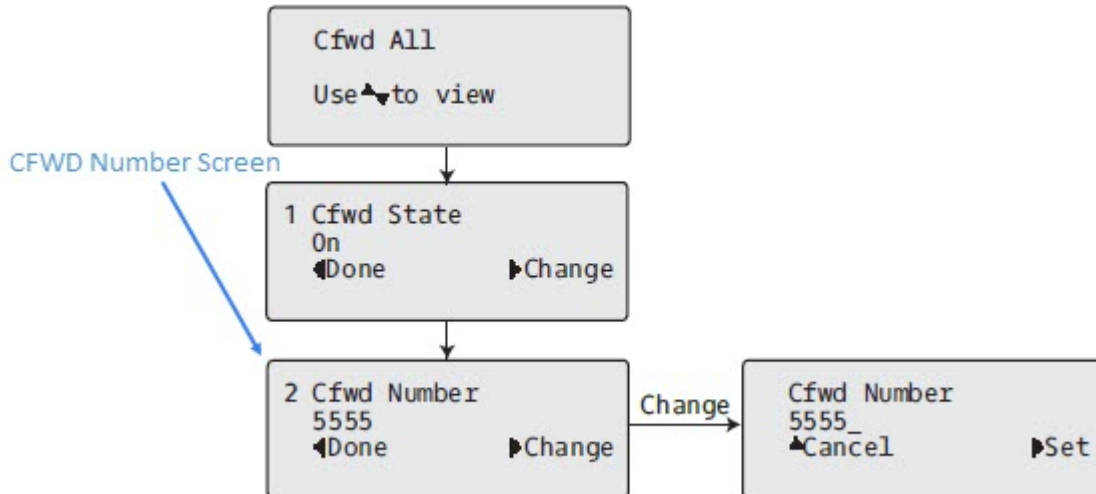 Cfwd All
Use to view
CFWD Number Screen
1 Cfwd State
On
Done Change
2 Cfwd Number
5555
Done Change
Change
Cfwd Number
5555_
Cancel Set